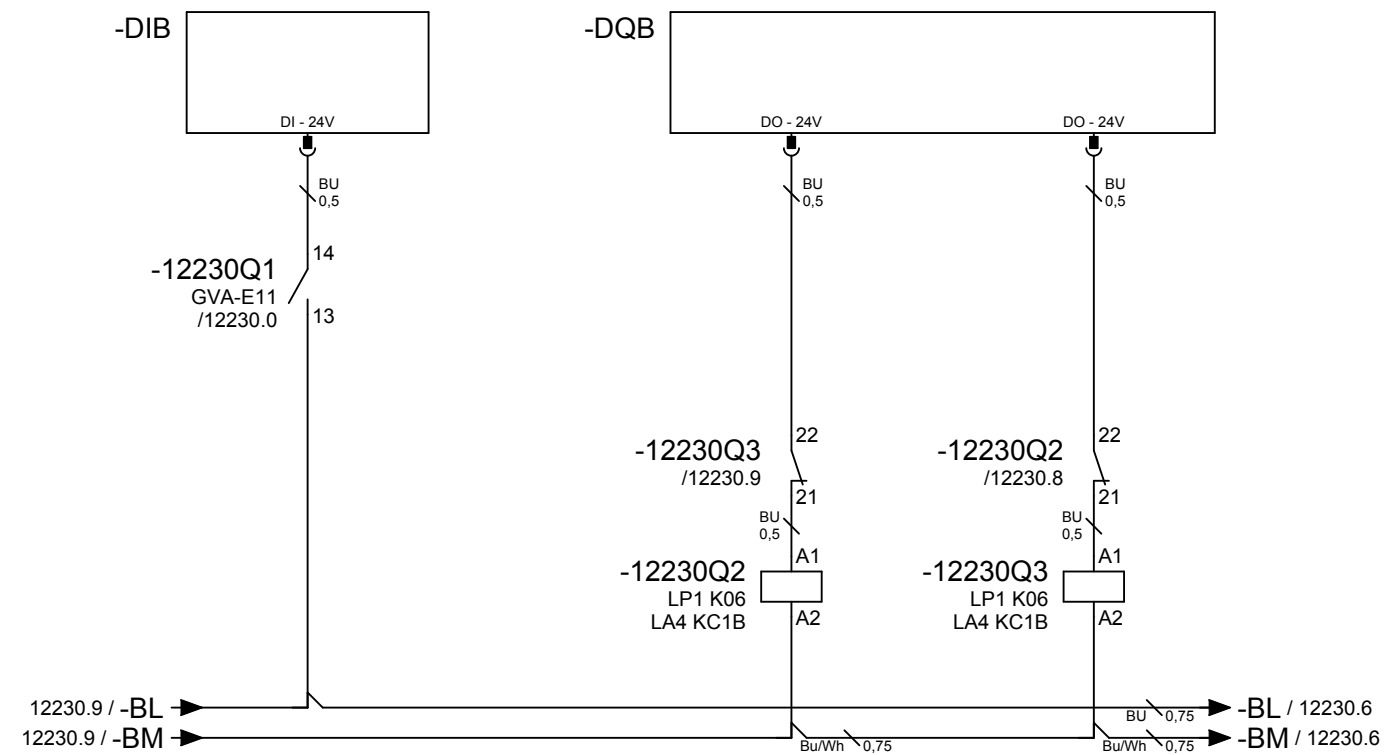 -DIB
DI - 24V
BU
0,5
14
-12230Q1
GVA-E11
/12230.0
13
-DQB
DO - 24V
DO - 24V
BU
0,5
BU
0,5
22
-12230Q3
/12230.9
21
BU
0,5
A1
-12230Q2
LP1 K06
LA4 KC1B
A2
22
-12230Q2
/12230.8
21
BU
0,5
A1
-12230Q3
LP1 K06
LA4 KC1B
A2
12230.9 / -BL
BU 0,75
-BL / 12230.6
12230.9 / -BM
Bu/Wh 0,75
Bu/Wh 0,75
-BM / 12230.6